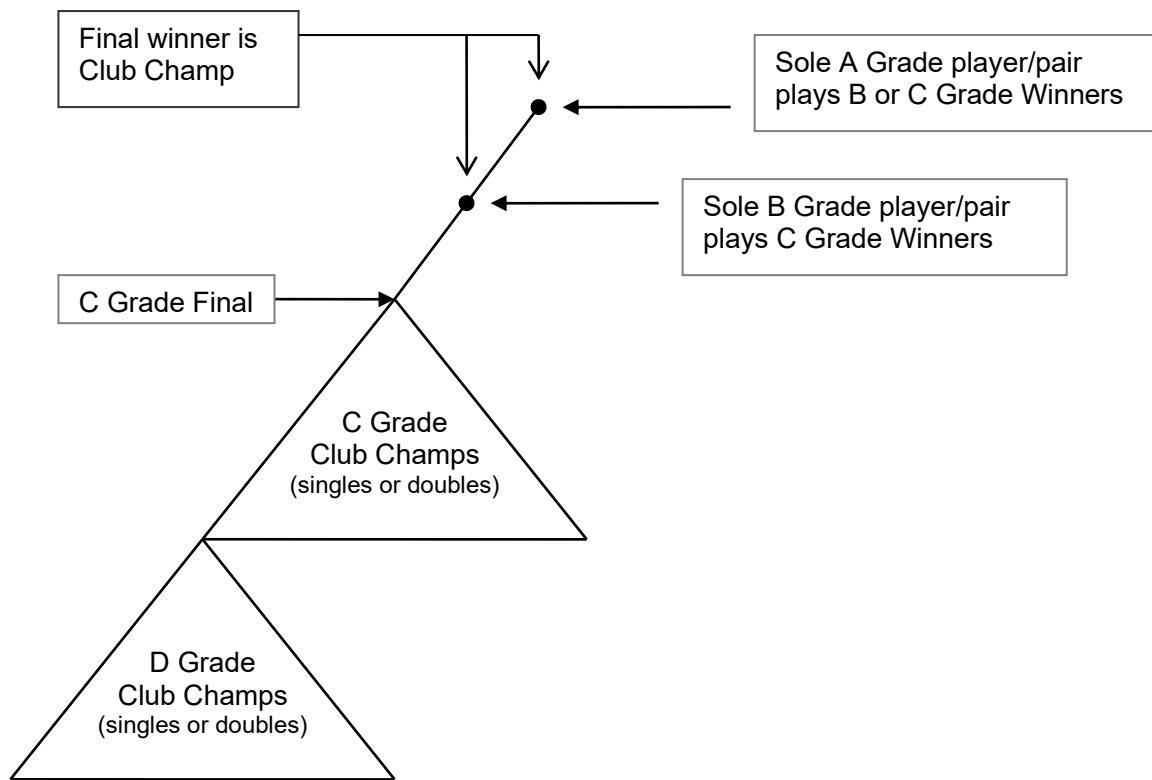 Final winner is
Club Champ
Sole A Grade player/pair
plays B or C Grade Winners
Sole B Grade player/pair
plays C Grade Winners
C Grade Final
C Grade
Club Champs
(singles or doubles)
D Grade
Club Champs
(singles or doubles)